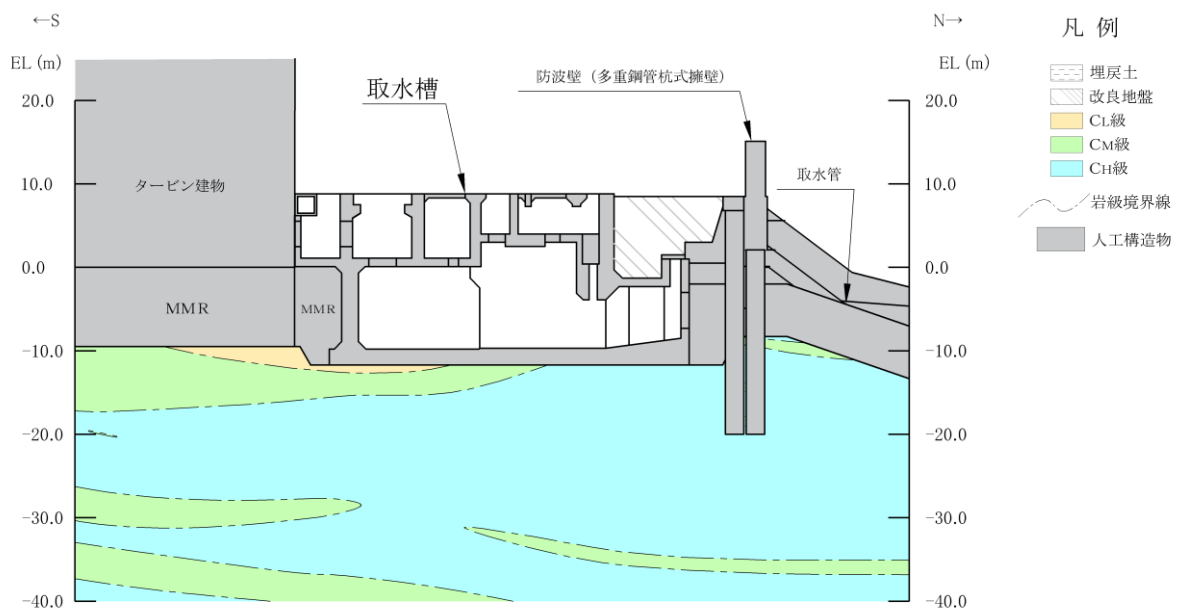 ←S
N→
EL (m)
EL (m)
20.0
10.0
0.0
-10.0
-20.0
-30.0
-40.0
タービン建物
MMR
MMR
取水槽
防波壁（多重鋼管杭式擁壁）
取水管
20.0
10.0
0.0
-10.0
-20.0
-30.0
-40.0
凡 例
埋戻土
改良地盤
CL級
CM級
CH級
岩級境界線
人工構造物